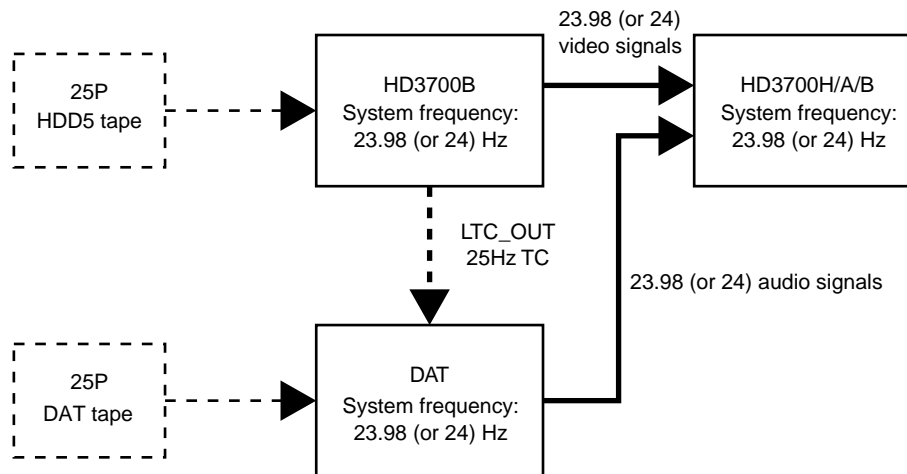 23.98 (or 24)
video signals
25P
HDD5 tape
HD3700B
System frequency:
23.98 (or 24) Hz
HD3700H/A/B
System frequency:
23.98 (or 24) Hz
LTC_OUT
25Hz TC
23.98 (or 24) audio signals
25P
DAT tape
DAT
System frequency:
23.98 (or 24) Hz